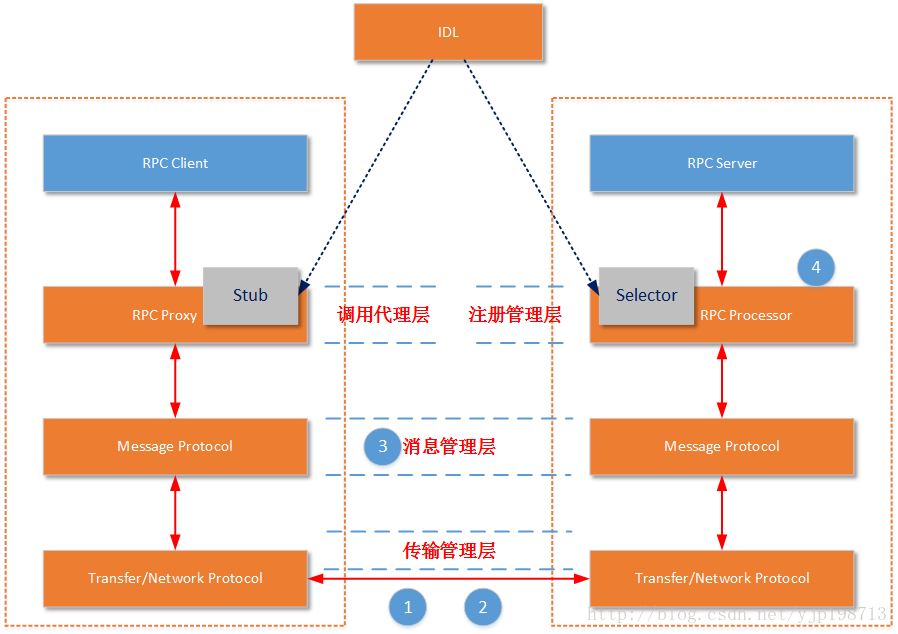 IDL
RPC Client
RPC Server
4
Stub
Selector
RPC Proxy
调用代理层
注册管理层
RPC Processor
Message Protocol
3
消息管理层
Message Protocol
传输管理层
Transfer/Network Protocol
Transfer/Network Protocol
1
2
http://blog.csdn.net/yjp198713